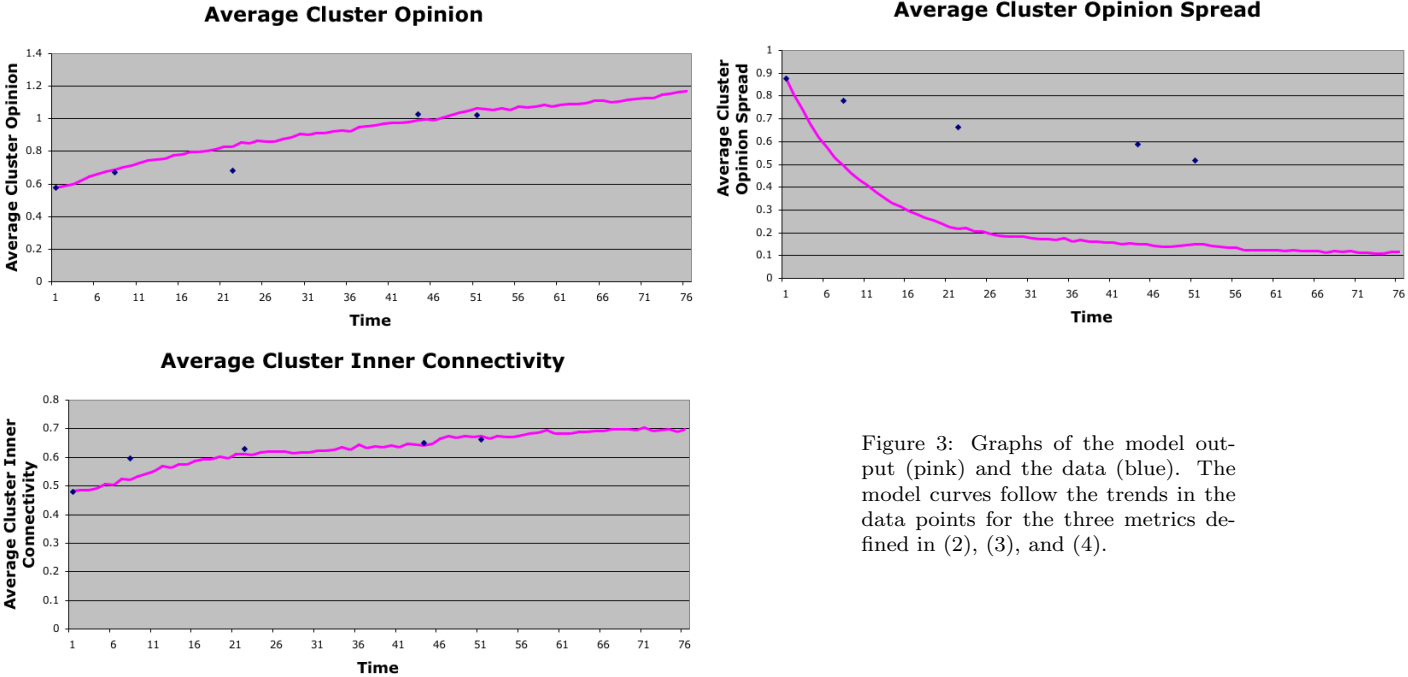 Average Cluster Opinion
Average Cluster Opinion
1.4
1.2
1
0.8
0.6
0.4
0.2
0
1 6 11 16 21 26 31 36 41 46 51 56 61 66 71 76
Time
Average Cluster Opinion Spread
Average Cluster
Opinion Spread
1
0.9
0.8
0.7
0.6
0.5
0.4
0.3
0.2
0.1
0
1 6 11 16 21 26 31 36 41 46 51 56 61 66 71 76
Time
Average Cluster Inner Connectivity
Average Cluster Inner
Connectivity
0.8
0.7
0.6
0.5
0.4
0.3
0.2
0.1
0
1 6 11 16 21 26 31 36 41 46 51 56 61 66 71 76
Time
Figure 3: Graphs of the model out-
put (pink) and the data (blue). The
model curves follow the trends in the
data points for the three metrics de-
fined in (2), (3), and (4).